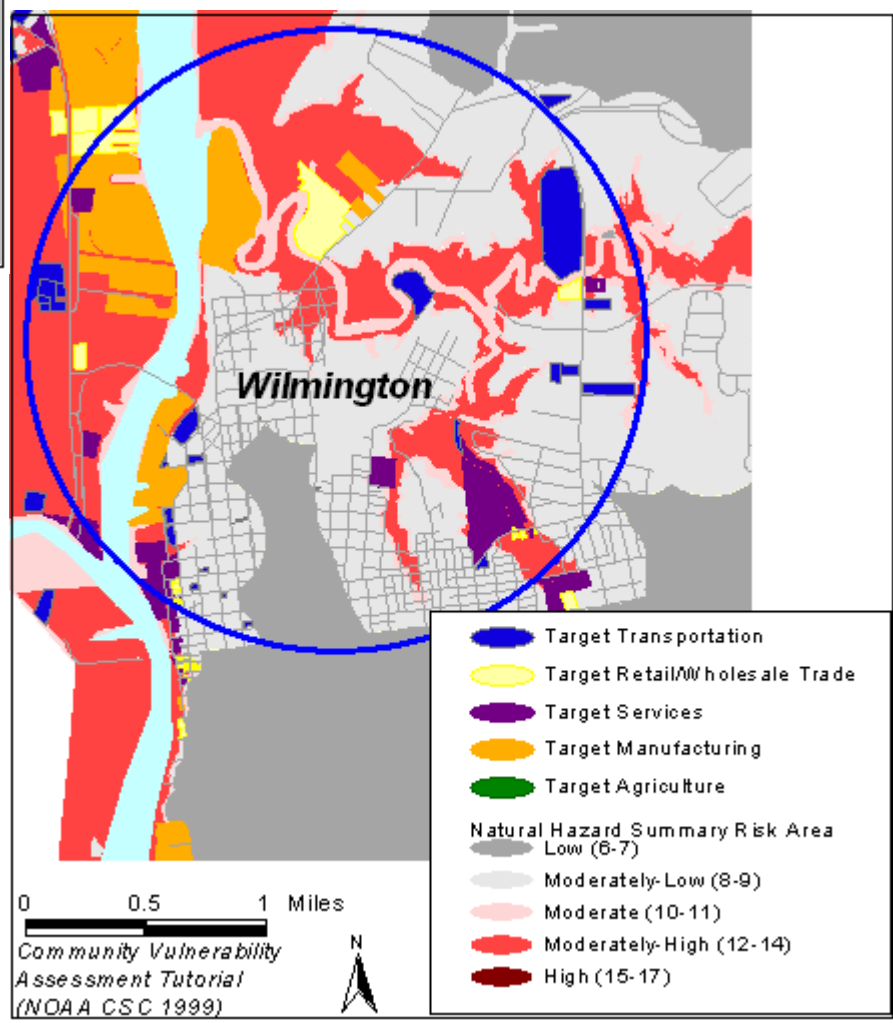 Wilmington
Target Transportation
Target Retail/Wholesale Trade
Target Services
Target Manufacturing
Target Agriculture
Natural Hazard Summary Risk Area
Low (6-7)
Moderately-Low (8-9)
Moderate (10-11)
Moderately-High (12-14)
High (15-17)
0 0.5 1 Miles
Community Vulnerability
Assessment Tutorial
(NOAA CSC 1999)
N